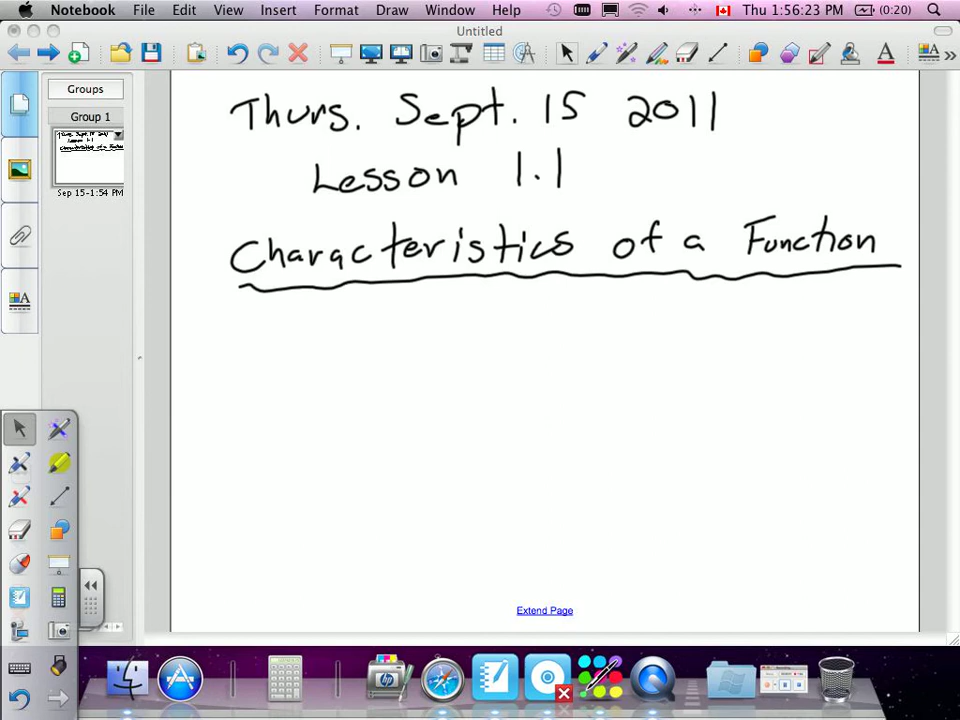 Notebook File Edit View Insert Format Draw Window Help Thu 1:56:23 PM (0:20)
Untitled
Groups
Group 1
Sep 15-1:54 PM
Thurs. Sept. 15 2011
Lesson 1.1
Characteristics of a Function
Extend Page